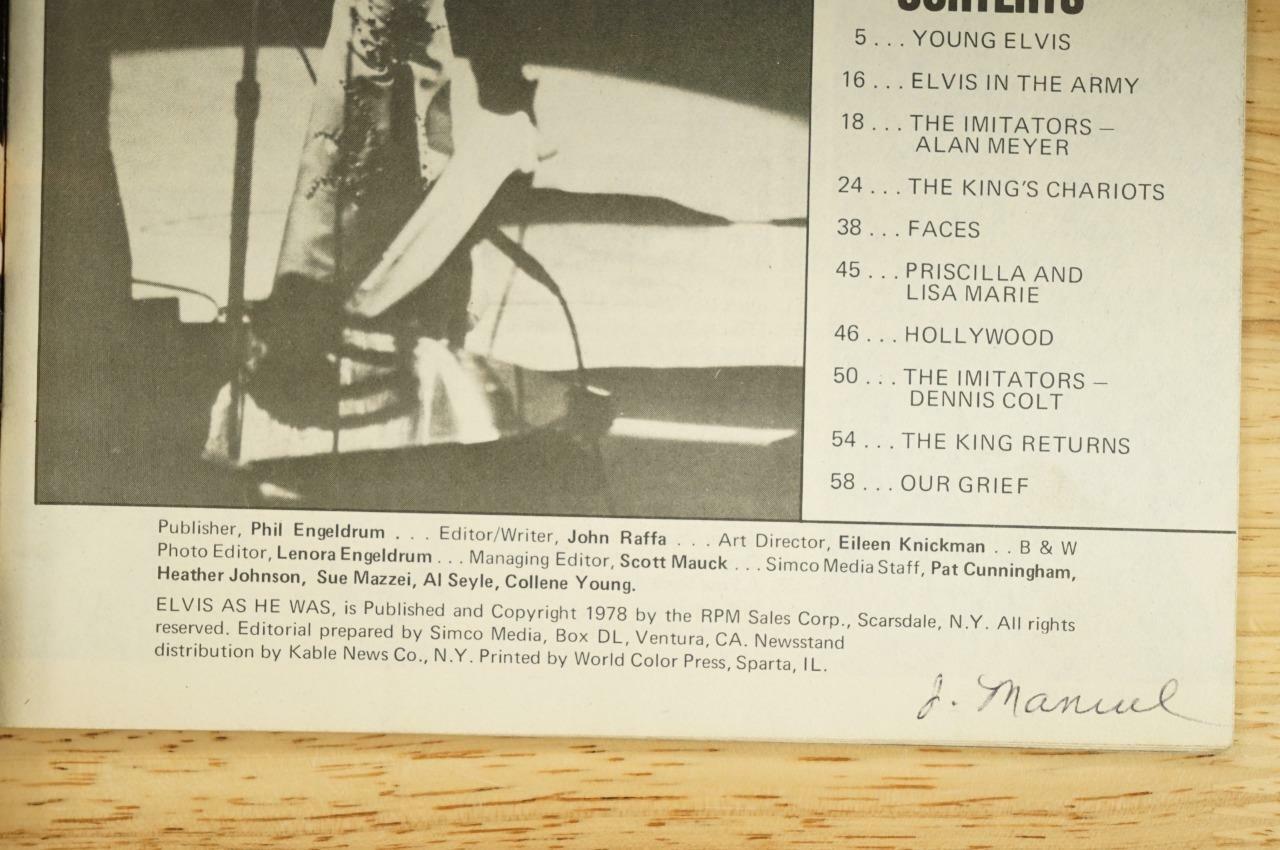 CONTENTS
5 . . . YOUNG ELVIS
16 . . . ELVIS IN THE ARMY
18 . . . THE IMITATORS –
ALAN MEYER
24 . . . THE KING'S CHARIOTS
38 . . . FACES
45 . . . PRISCILLA AND
LISA MARIE
46 . . . HOLLYWOOD
50 . . . THE IMITATORS –
DENNIS COLT
54 . . . THE KING RETURNS
58 . . . OUR GRIEF
Publisher, Phil Engeldrum . . . Editor/Writer, John Raffa . . . Art Director, Eileen Knickman . . B & W
Photo Editor, Lenora Engeldrum . . . Managing Editor, Scott Mauck . . . Simco Media Staff, Pat Cunningham,
Heather Johnson, Sue Mazzei, Al Seyle, Collene Young.
ELVIS AS HE WAS, is Published and Copyright 1978 by the RPM Sales Corp., Scarsdale, N.Y. All rights
reserved. Editorial prepared by Simco Media, Box DL, Ventura, CA. Newsstand
distribution by Kable News Co., N.Y. Printed by World Color Press, Sparta, IL.
J. Manuel